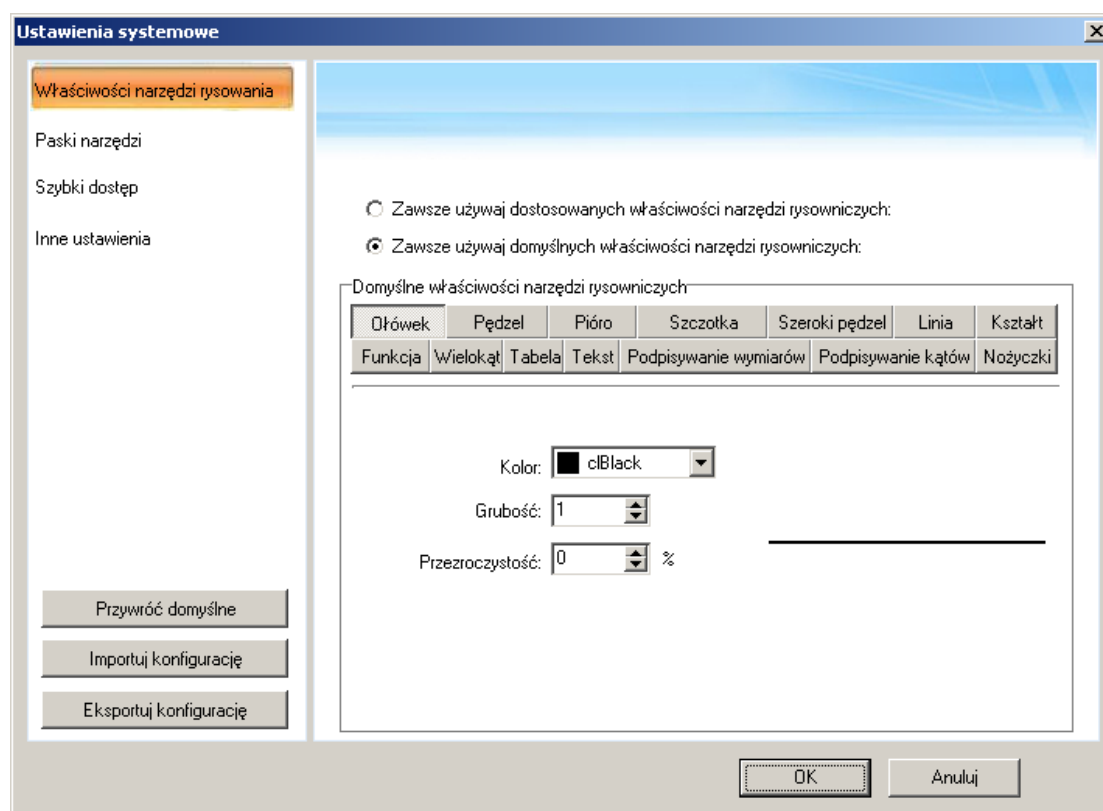 Ustawienia systemowe
Właściwości narzędzi rysowania
Paski narzędzi
Szybki dostęp
Inne ustawienia
Przywróć domyślne
Importuj konfigurację
Eksportuj konfigurację
Zawsze używaj dostosowanych właściwości narzędzi rysowniczych:
Zawsze używaj domyślnych właściwości narzędzi rysowniczych:
Domyślne właściwości narzędzi rysowniczych
Ołówek Pędzel Pióro Szczotka Szeroki pędzel Linia Kształt
Funkcja Wielokąt Tabela Tekst Podpisywanie wymiarów Podpisywanie kątów Nożyczki
Kolor: clBlack
Grubość: 1
Przezroczystość: 0 %
OK Anuluj